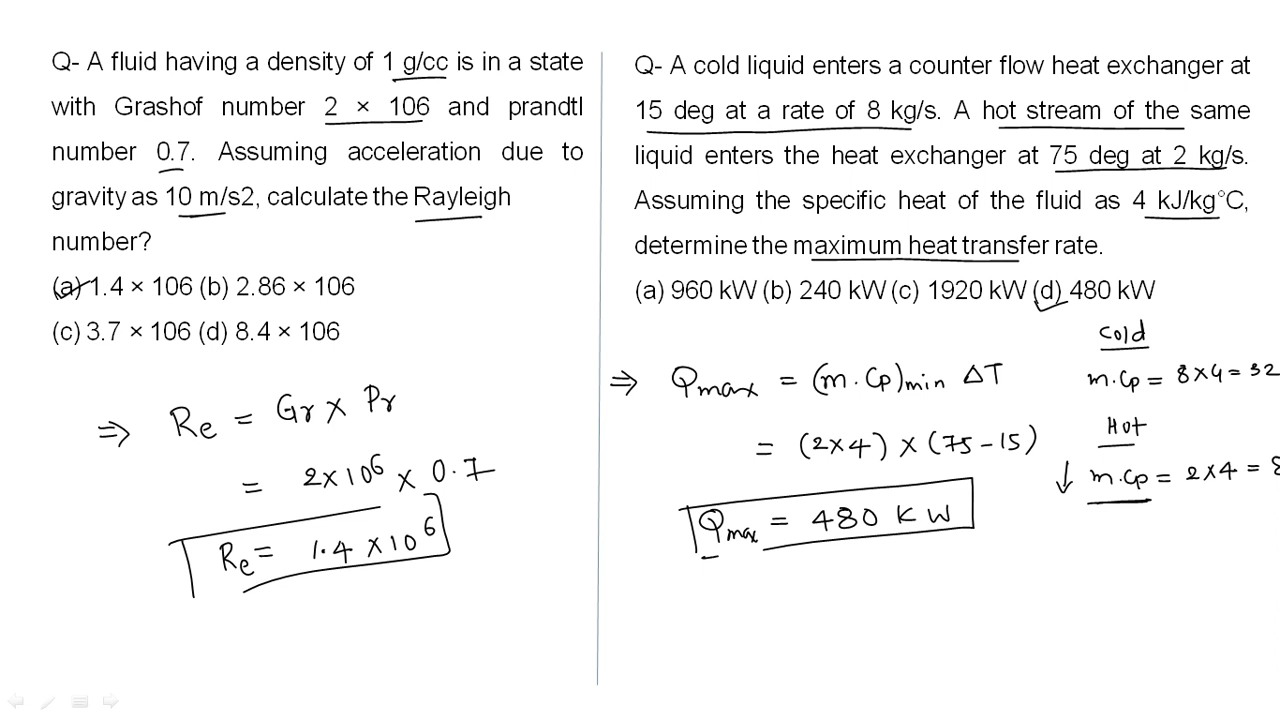 Q- A fluid having a density of 1 g/cc is in a state
with Grashof number 2 × 106 and prandtl
number 0.7. Assuming acceleration due to
gravity as 10 m/s2, calculate the Rayleigh
number?
(a) 1.4 × 106 (b) 2.86 × 106
(c) 3.7 × 106 (d) 8.4 × 106
⇒ Re = Gr × Pr
= 2×10⁶ × 0.7
Re = 1.4 × 10⁶
Q- A cold liquid enters a counter flow heat exchanger at
15 deg at a rate of 8 kg/s. A hot stream of the same
liquid enters the heat exchanger at 75 deg at 2 kg/s.
Assuming the specific heat of the fluid as 4 kJ/kg°C,
determine the maximum heat transfer rate.
(a) 960 kW (b) 240 kW (c) 1920 kW (d) 480 kW
⇒ Qmax = (m.Cp)min ΔT
= (2×4) × (75-15)
Qmax = 480 KW
Cold
m.Cp = 8×4 = 32
Hot
↓ m.Cp = 2×4 = 8